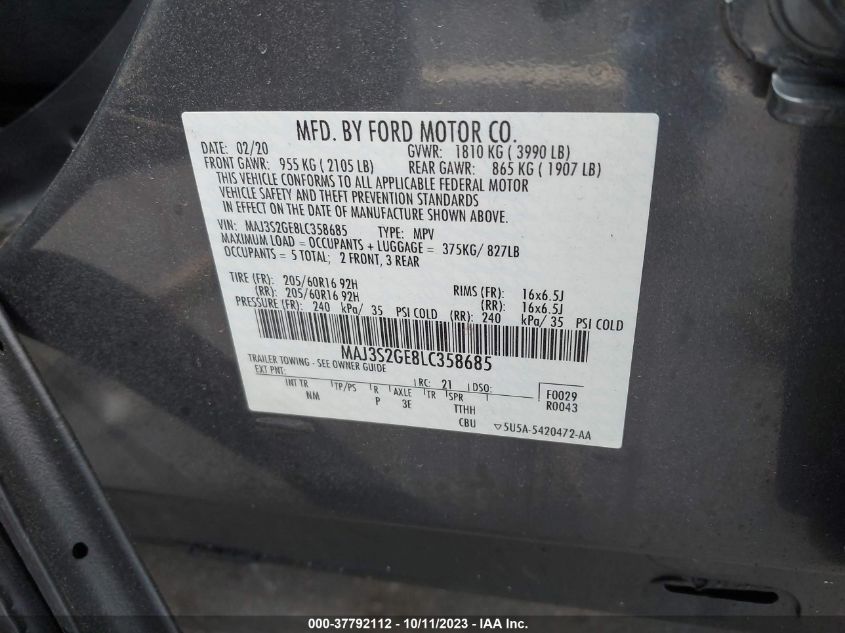 MFD. BY FORD MOTOR CO.
DATE: 02/20 GVWR: 1810 KG ( 3990 LB)
FRONT GAWR: 955 KG ( 2105 LB) REAR GAWR: 865 KG ( 1907 LB)
THIS VEHICLE CONFORMS TO ALL APPLICABLE FEDERAL MOTOR
VEHICLE SAFETY AND THEFT PREVENTION STANDARDS
IN EFFECT ON THE DATE OF MANUFACTURE SHOWN ABOVE.
VIN: MAJ3S2GE8LC358685 TYPE: MPV
MAXIMUM LOAD = OCCUPANTS + LUGGAGE = 375KG/ 827LB
OCCUPANTS = 5 TOTAL; 2 FRONT, 3 REAR
TIRE (FR): 205/60R16 92H RIMS (FR): 16x6.5J
(RR): 205/60R16 92H (RR): 16x6.5J
PRESSURE (FR): 240 kPa/ 35 PSI COLD (RR): 240 kPa/ 35 PSI COLD
MAJ3S2GE8LC358685
TRAILER TOWING - SEE OWNER GUIDE
EXT PNT: RC: 21 DSO: F0029
INT TR TP/PS R AXLE TR SPR R0043
NM P 3E TTHH
CBU 5U5A-5420472-AA
000-37792112 - 10/11/2023 - IAA Inc.